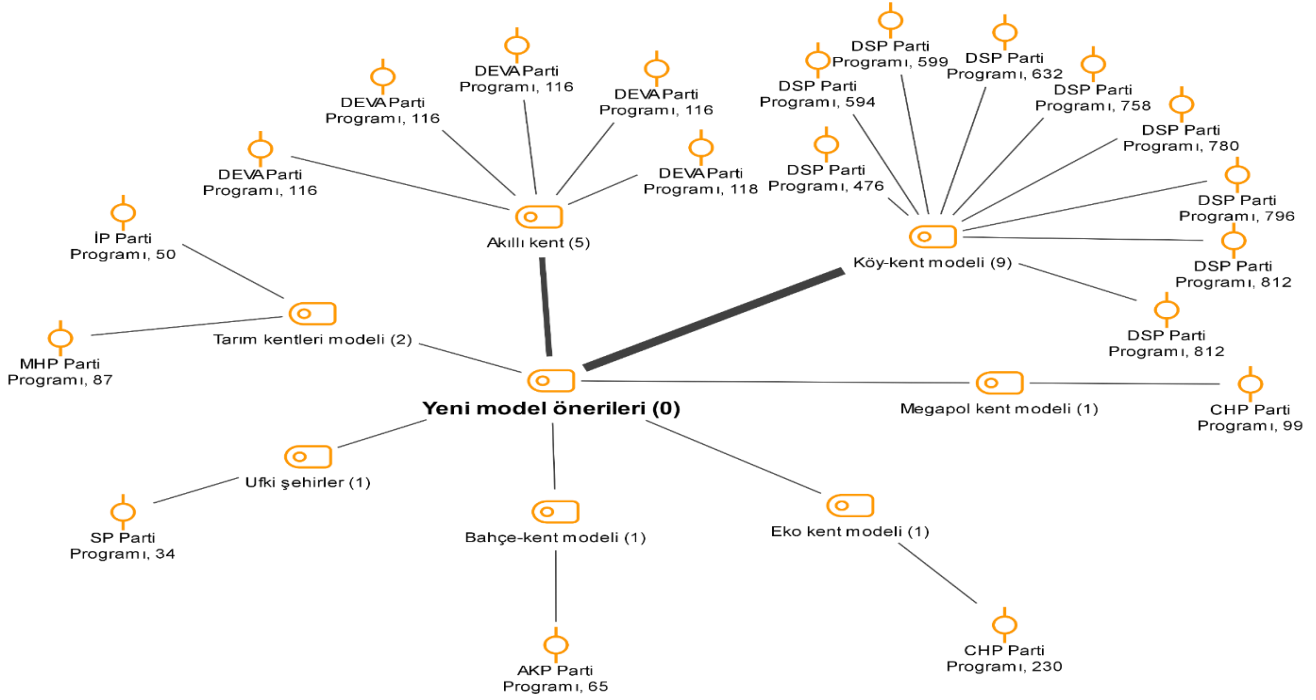 DSP Parti
Programı, 599
DSP Parti
Programı, 632
DEVA Parti
Programı, 116
DEVA Parti
Programı, 116
DEVA Parti
Programı, 116
DSP Parti
Programı, 594
DSP Parti
Programı, 758
DSP Parti
Programı, 780
DEVA Parti
Programı, 116
DEVA Parti
Programı, 118
DSP Parti
Programı, 476
DSP Parti
Programı, 796
İP Parti
Programı, 50
Akıllı kent (5)
Köy-kent modeli (9)
DSP Parti
Programı, 812
Tarım kentleri modeli (2)
DSP Parti
Programı, 812
MHP Parti
Programı, 87
Yeni model önerileri (0)
Megapol kent modeli (1)
CHP Parti
Programı, 99
Ufki şehirler (1)
SP Parti
Programı, 34
Bahçe-kent modeli (1)
Eko kent modeli (1)
AKP Parti
Programı, 65
CHP Parti
Programı, 230